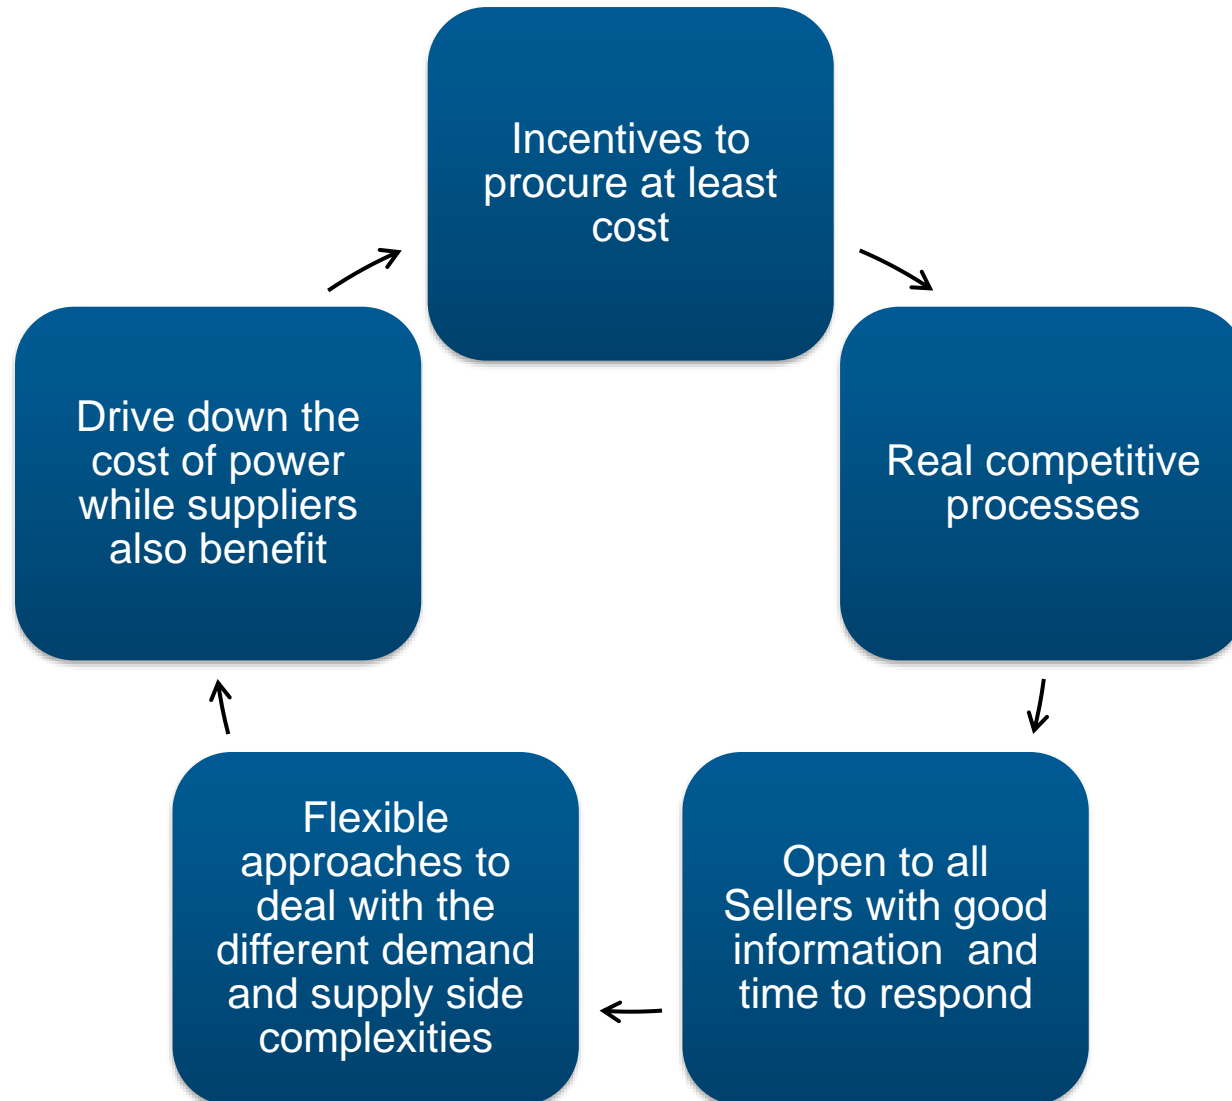 Incentives to
procure at least
cost
Real competitive
processes
Open to all
Sellers with good
information  and
time to respond
Flexible
approaches to
deal with the
different demand
and supply side
complexities
Drive down the
cost of power
while suppliers
also benefit